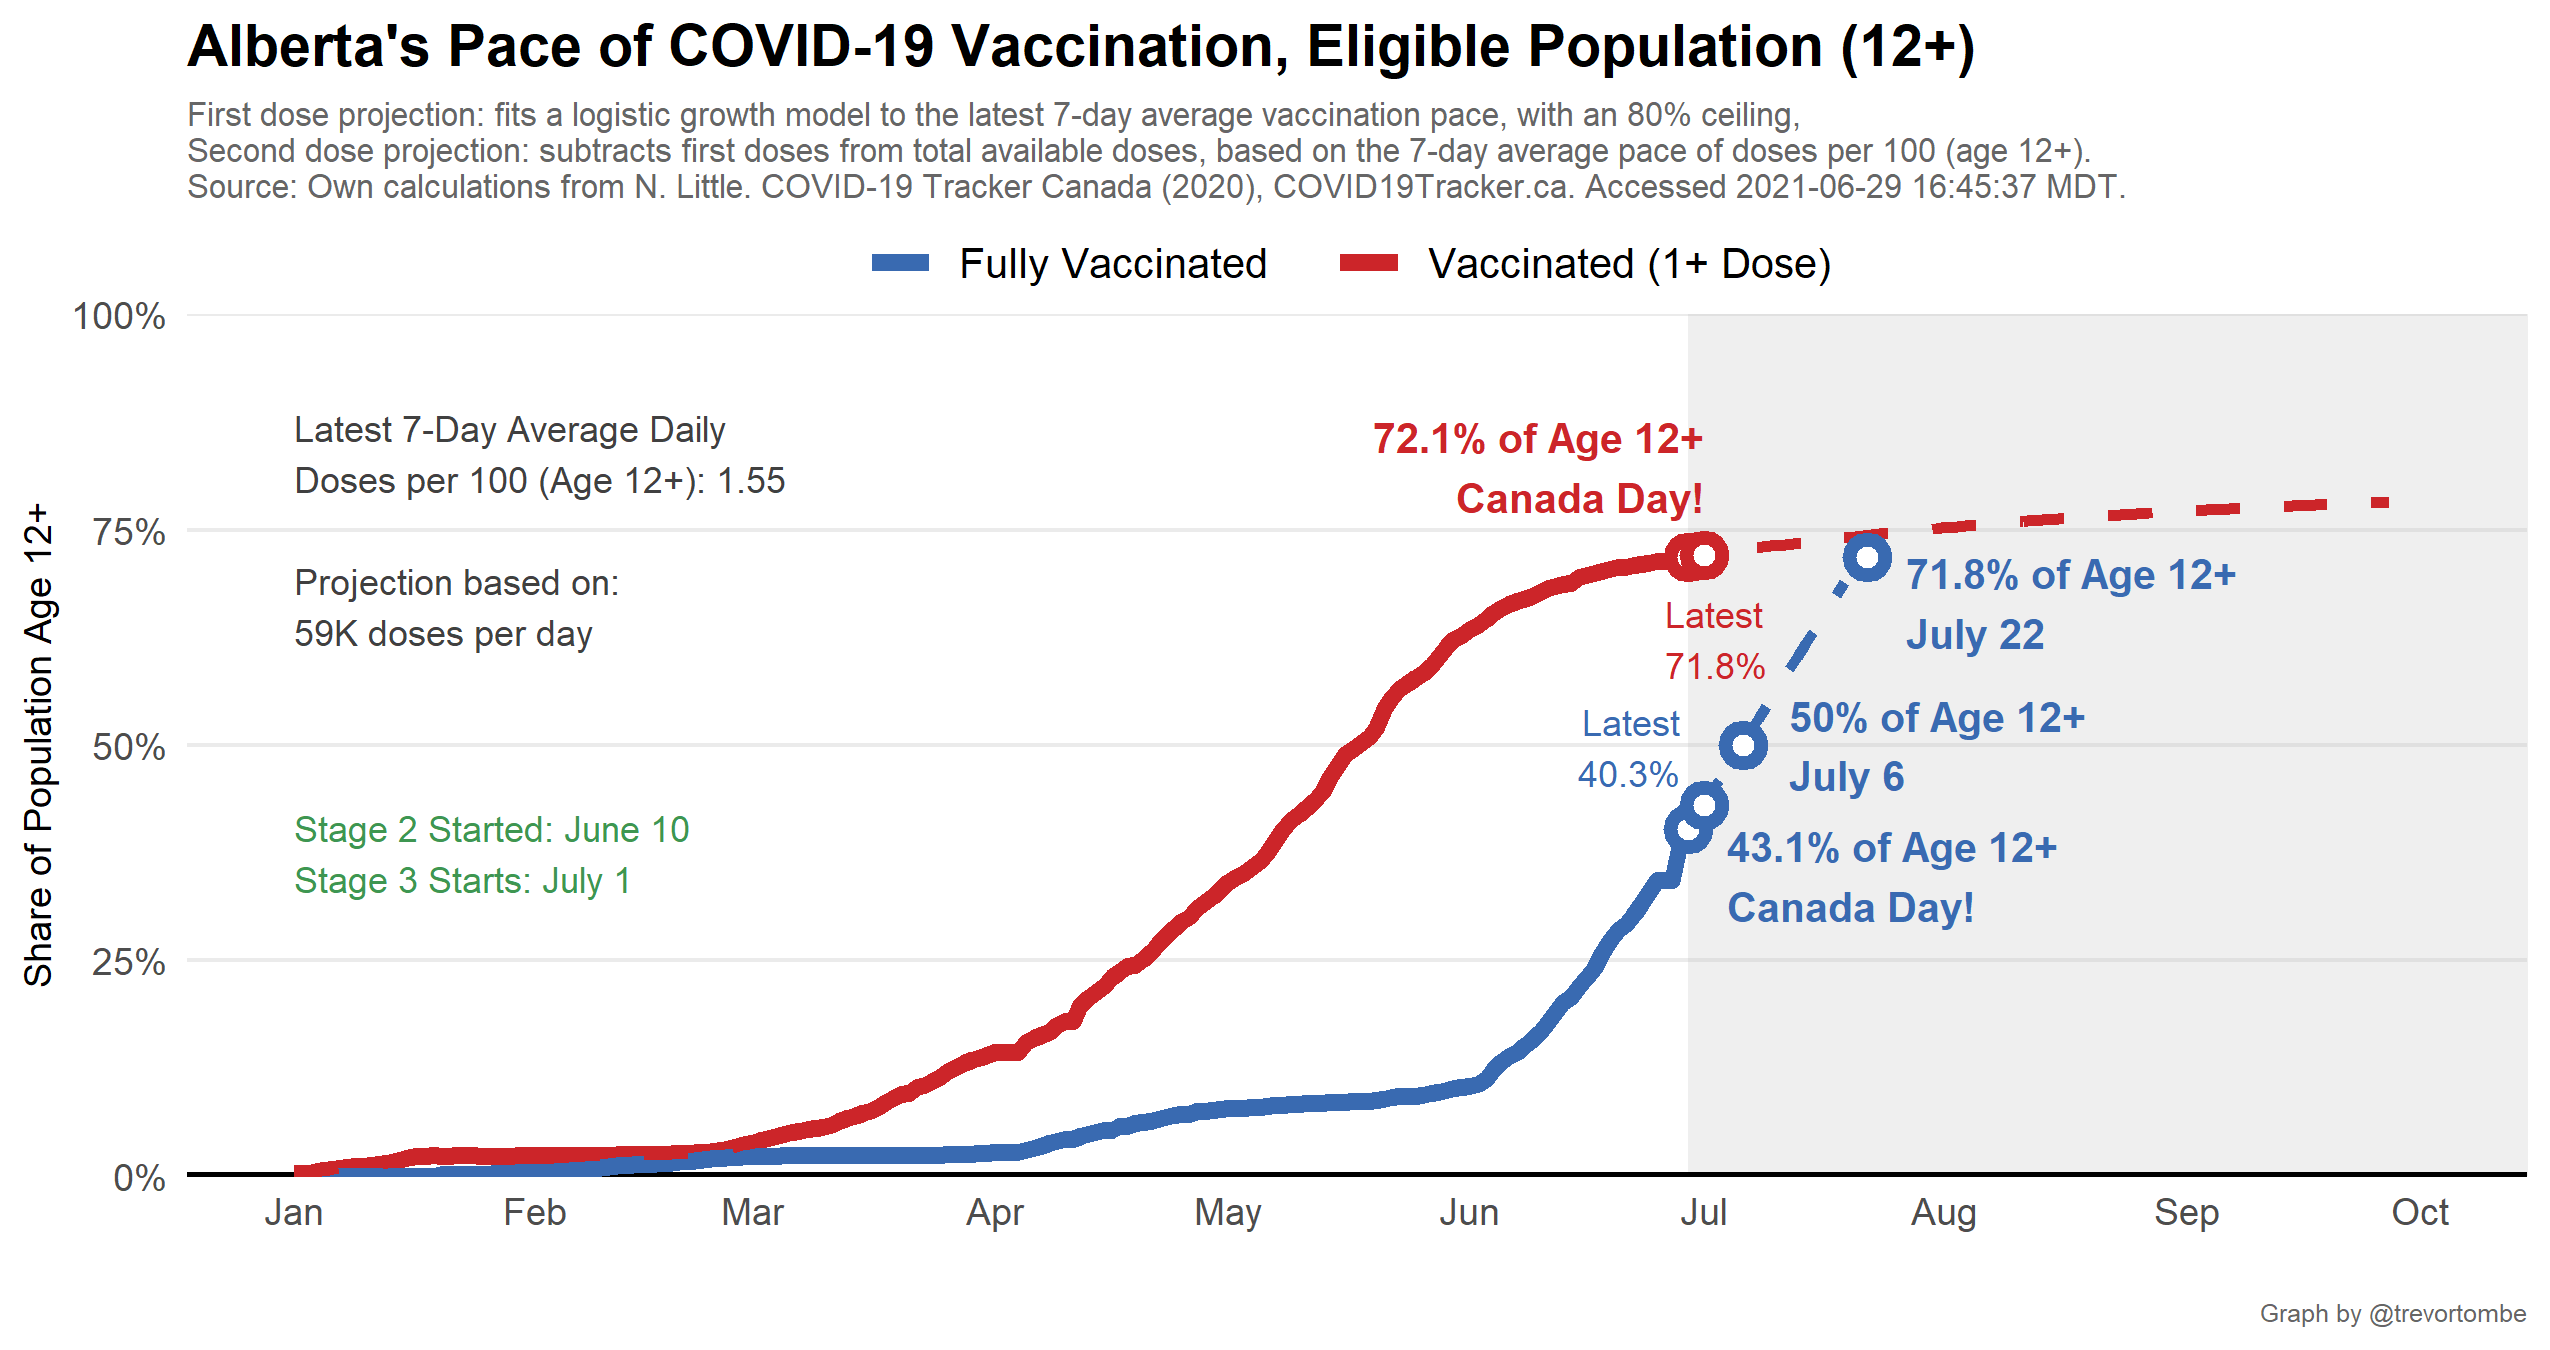 Alberta's Pace of COVID-19 Vaccination, Eligible Population (12+)
First dose projection: fits a logistic growth model to the latest 7-day average vaccination pace, with an 80% ceiling,
Second dose projection: subtracts first doses from total available doses, based on the 7-day average pace of doses per 100 (age 12+).
Source: Own calculations from N. Little. COVID-19 Tracker Canada (2020), COVID19Tracker.ca. Accessed 2021-06-29 16:45:37 MDT.
Fully Vaccinated
Vaccinated (1+ Dose)
Share of Population Age 12+
100%
75%
50%
25%
0%
Latest 7-Day Average Daily
Doses per 100 (Age 12+): 1.55
Projection based on:
59K doses per day
Stage 2 Started: June 10
Stage 3 Starts: July 1
72.1% of Age 12+
Canada Day!
Latest
71.8%
Latest
40.3%
71.8% of Age 12+
July 22
50% of Age 12+
July 6
43.1% of Age 12+
Canada Day!
Jan
Feb
Mar
Apr
May
Jun
Jul
Aug
Sep
Oct
Graph by @trevortombe